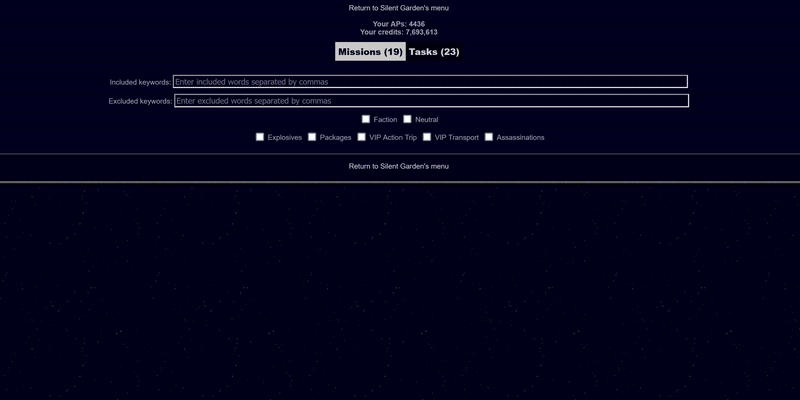 Return to Silent Garden's menu
Your APs: 4436
Your credits: 7,693,613
Missions (19) Tasks (23)
Included keywords: Enter included words separated by commas
Excluded keywords: Enter excluded words separated by commas
Faction Neutral
Explosives Packages VIP Action Trip VIP Transport Assassinations
Return to Silent Garden's menu